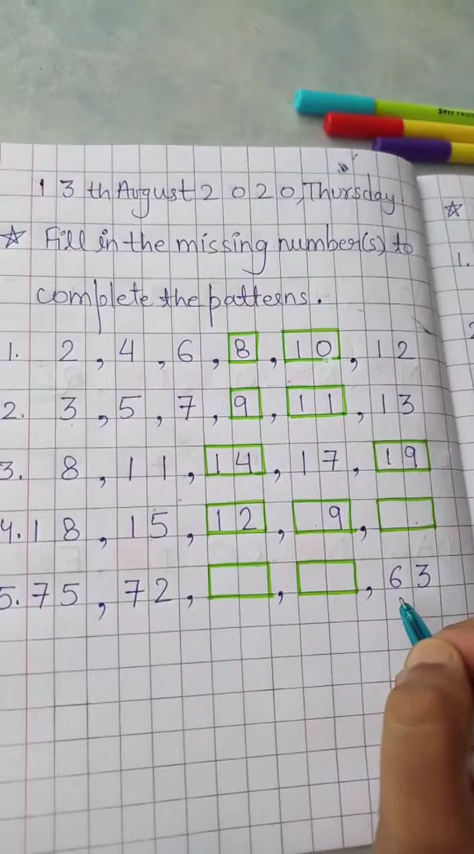 13th August 2020, Thursday
☆ Fill in the missing number(s) to
complete the patterns.
1. 2, 4, 6, 8, 10, 12
2. 3, 5, 7, 9, 11, 13
3. 8, 11, 14, 17, 19
4. 18, 15, 12, 9,
5. 75, 72, , , 63
☆
1.
2